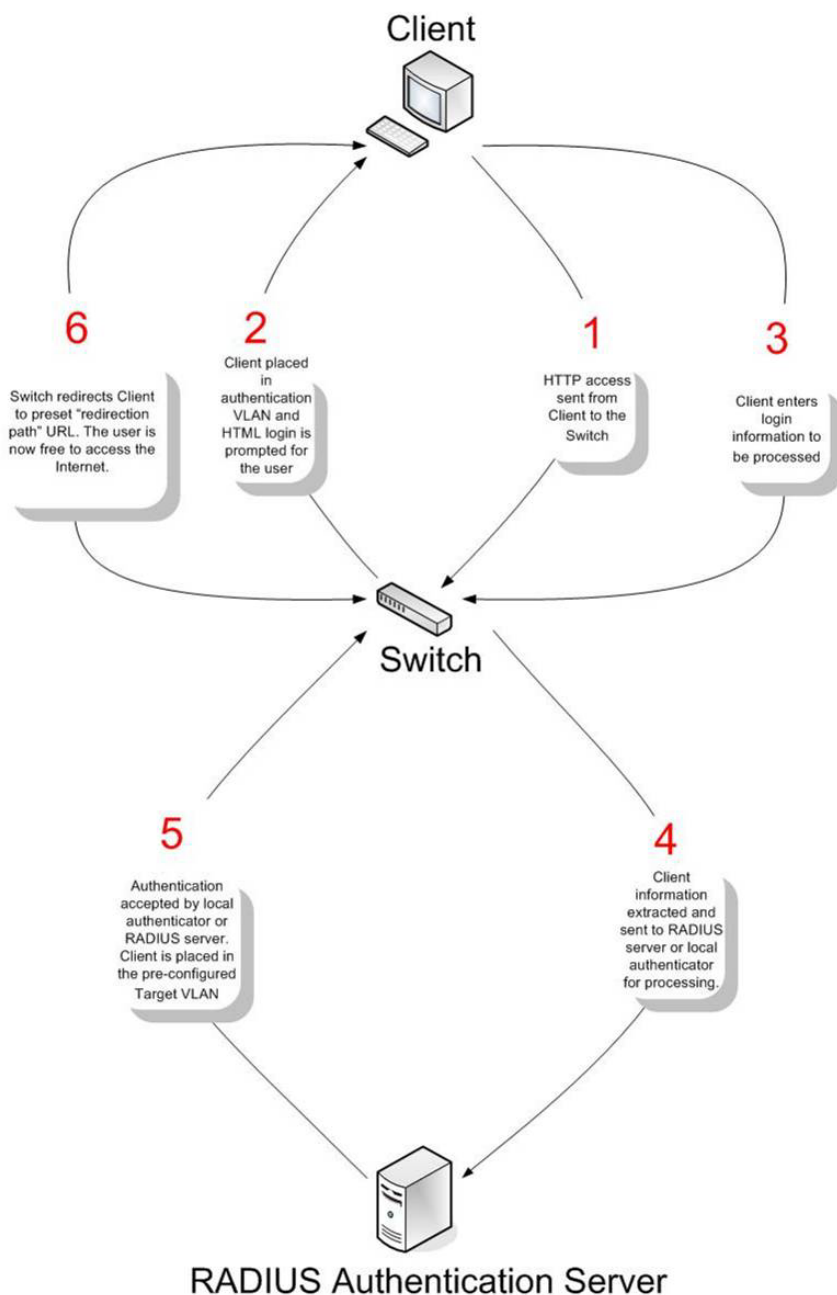 Client
6
Switch redirects Client
to preset “redirection
path” URL. The user is
now free to access the
Internet.
2
Client placed
in
authentication
VLAN and
HTML login is
prompted for
the user
1
HTTP access
sent from
Client to the
Switch
3
Client enters
login
information to
be processed
Switch
5
Authentication
accepted by local
authenticator or
RADIUS server.
Client is placed in
the pre-configured
Target VLAN
4
Client
information
extracted and
sent to RADIUS
server or local
authenticator
for processing.
RADIUS Authentication Server